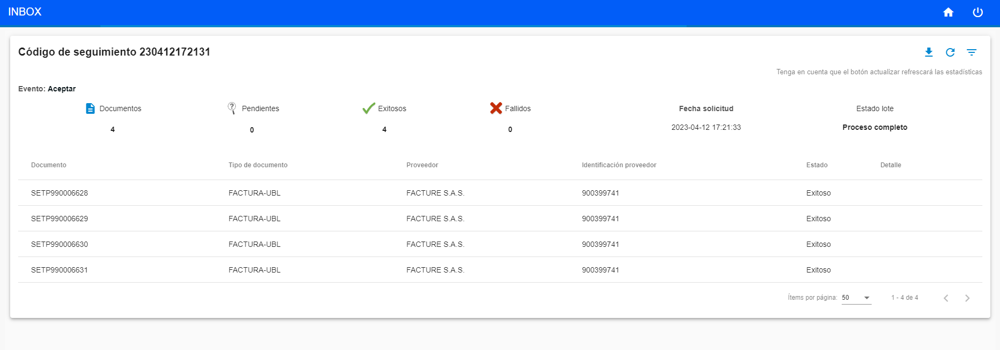 INBOX
Código de seguimiento 230412172131
Tenga en cuenta que el botón actualizar refrescará las estadísticas
Evento: Aceptar
Documentos Pendientes Exitosos Fallidos Fecha solicitud Estado lote
4 0 4 0 2023-04-12 17:21:33 Proceso completo
Documento Tipo de documento Proveedor Identificación proveedor Estado Detalle
SETP990006628 FACTURA-UBL FACTURE S.A.S. 900399741 Exitoso
SETP990006629 FACTURA-UBL FACTURE S.A.S. 900399741 Exitoso
SETP990006630 FACTURA-UBL FACTURE S.A.S. 900399741 Exitoso
SETP990006631 FACTURA-UBL FACTURE S.A.S. 900399741 Exitoso
Ítems por página: 50 1 - 4 de 4